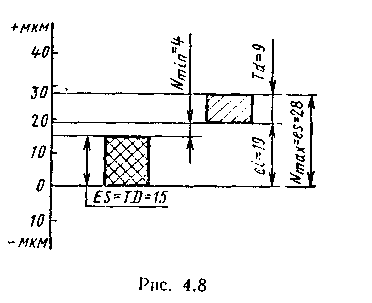 +мкм
40
30
20
10
0
10
-мкм
Nmin=4
Td=9
ei=19
Nmax=es=28
ES=TD=15
Рис. 4.8